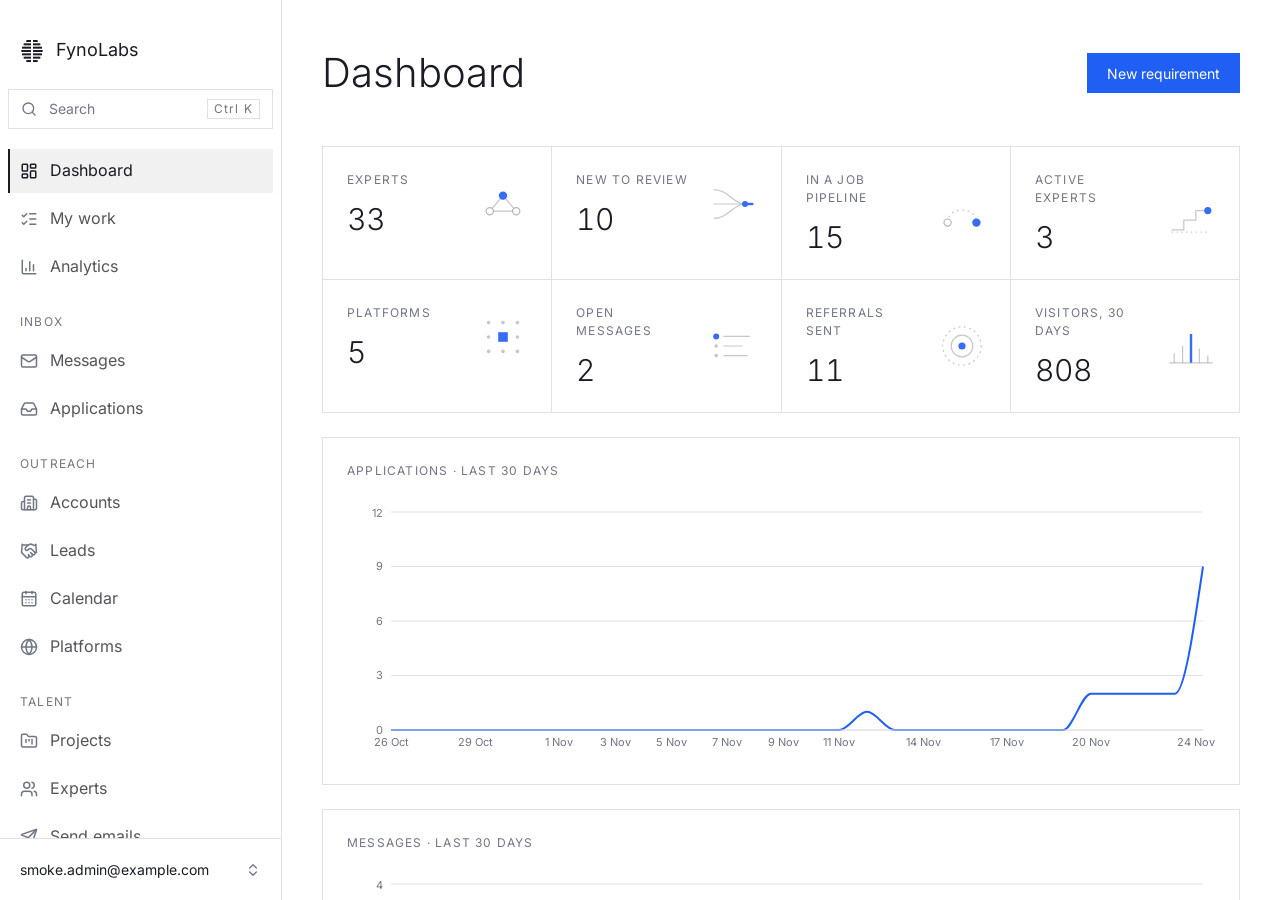 FynoLabs
Search
Ctrl K
Dashboard
My work
Analytics
INBOX
Messages
Applications
OUTREACH
Accounts
Leads
Calendar
Platforms
TALENT
Projects
Experts
Send emails
smoke.admin@example.com
Dashboard
New requirement
EXPERTS
33
NEW TO REVIEW
10
IN A JOB
PIPELINE
15
ACTIVE
EXPERTS
3
PLATFORMS
5
OPEN
MESSAGES
2
REFERRALS
SENT
11
VISITORS, 30
DAYS
808
APPLICATIONS · LAST 30 DAYS
12
9
6
3
0
26 Oct
29 Oct
1 Nov
3 Nov
5 Nov
7 Nov
9 Nov
11 Nov
14 Nov
17 Nov
20 Nov
24 Nov
MESSAGES · LAST 30 DAYS
4